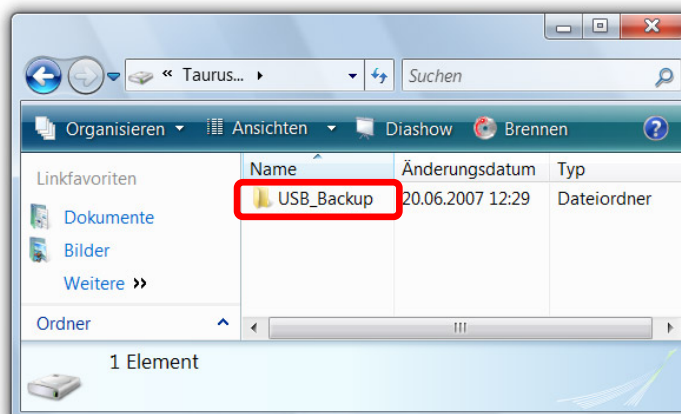 « Taurus...
Suchen
Organisieren Ansichten Diashow Brennen
Linkfavoriten
Name Änderungsdatum Typ
USB_Backup 20.06.2007 12:29 Dateiordner
Dokumente
Bilder
Weitere »
Ordner
1 Element